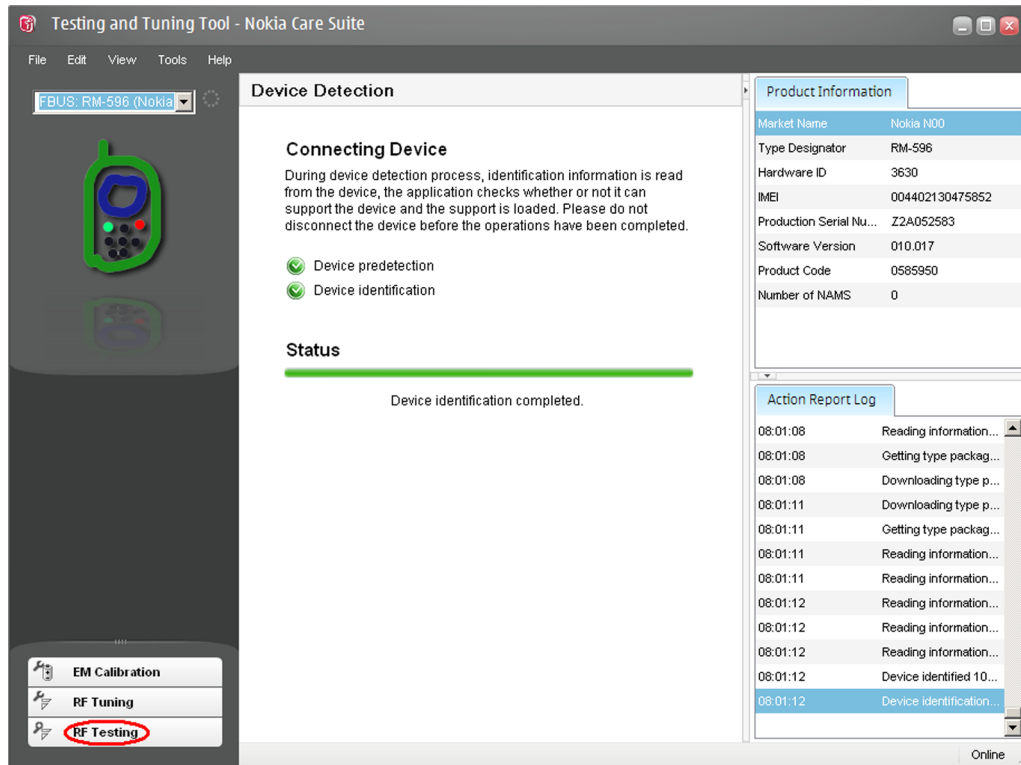 Testing and Tuning Tool - Nokia Care Suite
File Edit View Tools Help
FBUS: RM-596 (Nokia
Device Detection
Connecting Device
During device detection process, identification information is read
from the device, the application checks whether or not it can
support the device and the support is loaded. Please do not
disconnect the device before the operations have been completed.
Device predetection
Device identification
Status
Device identification completed.
Product Information
Market Name Nokia N00
Type Designator RM-596
Hardware ID 3630
IMEI 004402130475852
Production Serial Nu... Z2A052583
Software Version 010.017
Product Code 0585950
Number of NAMS 0
Action Report Log
08:01:08 Reading information...
08:01:08 Getting type packag...
08:01:08 Downloading type p...
08:01:11 Downloading type p...
08:01:11 Getting type packag...
08:01:11 Reading information...
08:01:11 Reading information...
08:01:12 Reading information...
08:01:12 Reading information...
08:01:12 Reading information...
08:01:12 Device identified 10...
08:01:12 Device identification...
EM Calibration
RF Tuning
RF Testing
Online